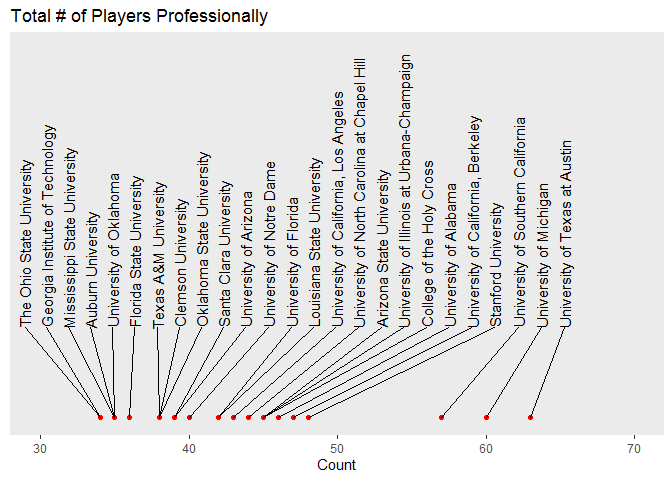 Total # of Players Professionally
The Ohio State University
Georgia Institute of Technology
Mississippi State University
Auburn University
University of Oklahoma
Florida State University
Texas A&M University
Clemson University
Oklahoma State University
Santa Clara University
University of Arizona
University of Notre Dame
University of Florida
Louisiana State University
University of California, Los Angeles
University of North Carolina at Chapel Hill
Arizona State University
University of Illinois at Urbana-Champaign
College of the Holy Cross
University of Alabama
University of California, Berkeley
Stanford University
University of Southern California
University of Michigan
University of Texas at Austin
30 40 50 60 70
Count